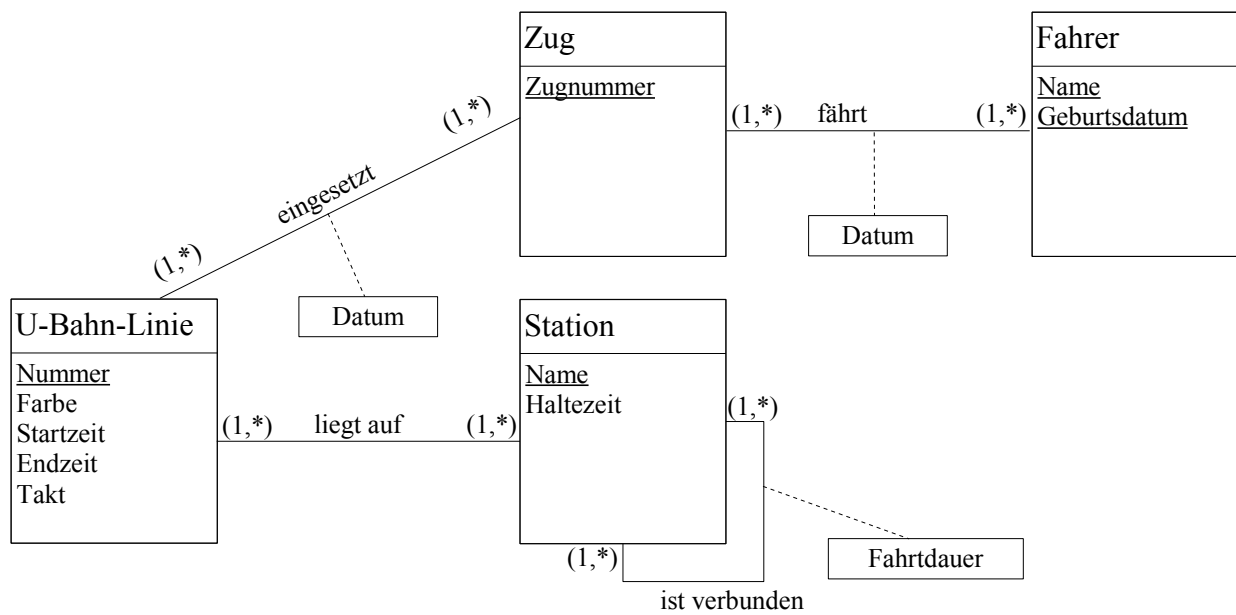 Zug
Zugnummer
Fahrer
Name
Geburtsdatum
(1,*)
fährt
(1,*)
Datum
(1,*)
eingesetzt
(1,*)
Datum
U-Bahn-Linie
Nummer
Farbe
Startzeit
Endzeit
Takt
(1,*)
liegt auf
(1,*)
Station
Name
Haltezeit
(1,*)
(1,*)
Fahrtdauer
ist verbunden